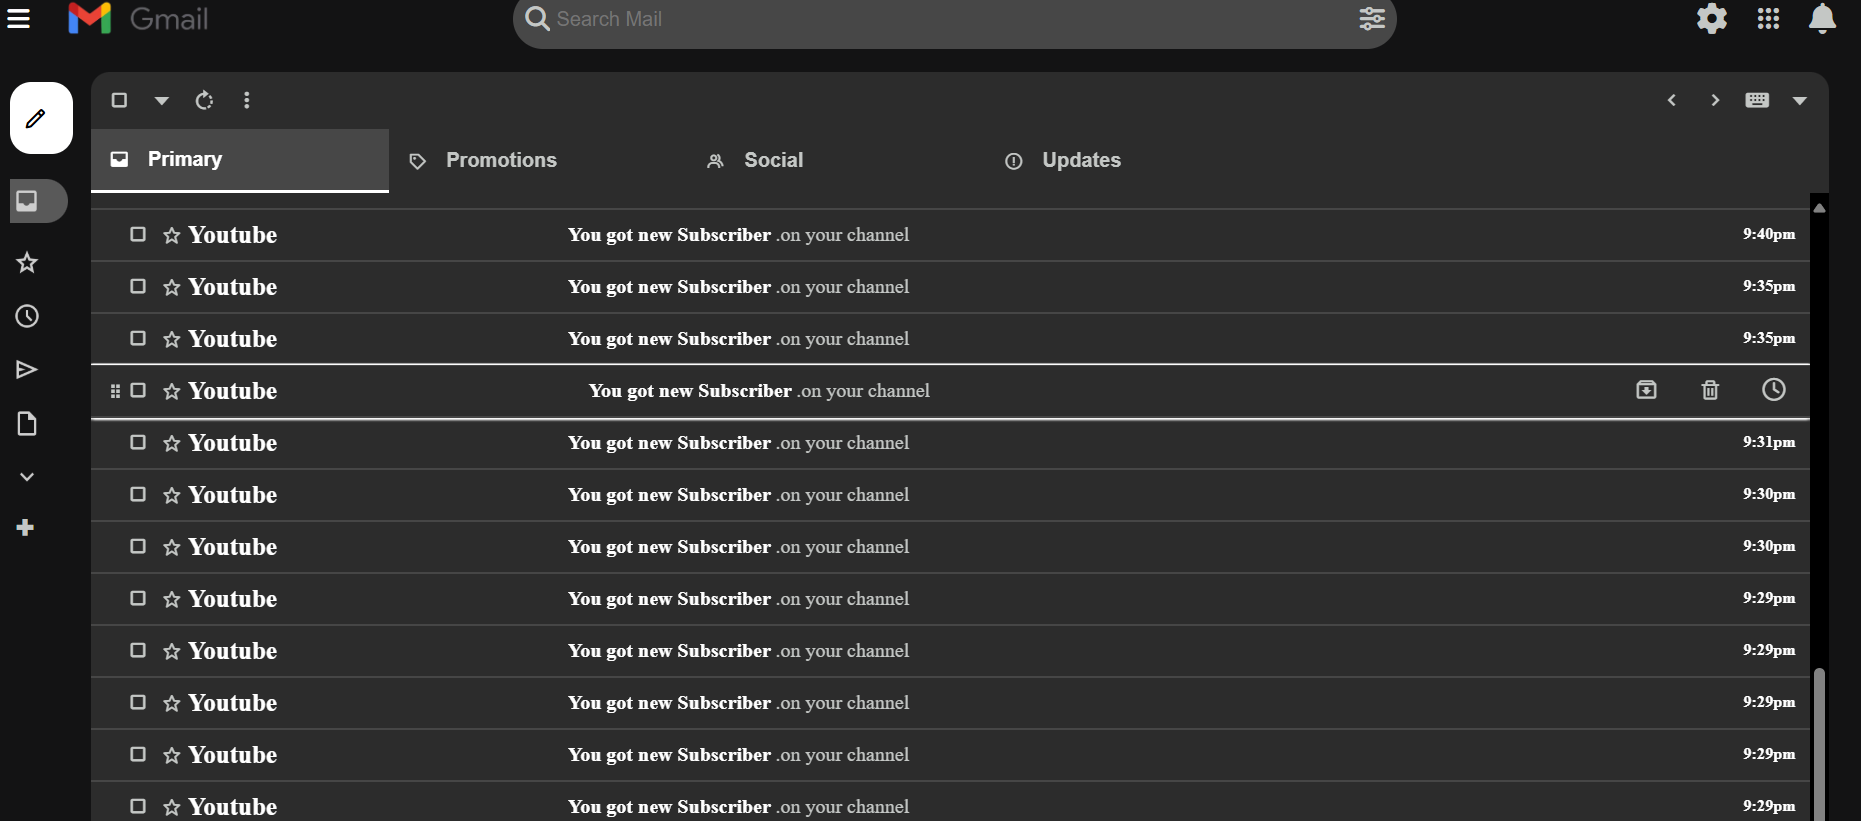 Gmail
Search Mail
Primary Promotions Social Updates
Youtube You got new Subscriber .on your channel 9:40pm
Youtube You got new Subscriber .on your channel 9:35pm
Youtube You got new Subscriber .on your channel 9:35pm
Youtube You got new Subscriber .on your channel
Youtube You got new Subscriber .on your channel 9:31pm
Youtube You got new Subscriber .on your channel 9:30pm
Youtube You got new Subscriber .on your channel 9:30pm
Youtube You got new Subscriber .on your channel 9:29pm
Youtube You got new Subscriber .on your channel 9:29pm
Youtube You got new Subscriber .on your channel 9:29pm
Youtube You got new Subscriber .on your channel 9:29pm
Youtube You got new Subscriber .on your channel 9:29pm